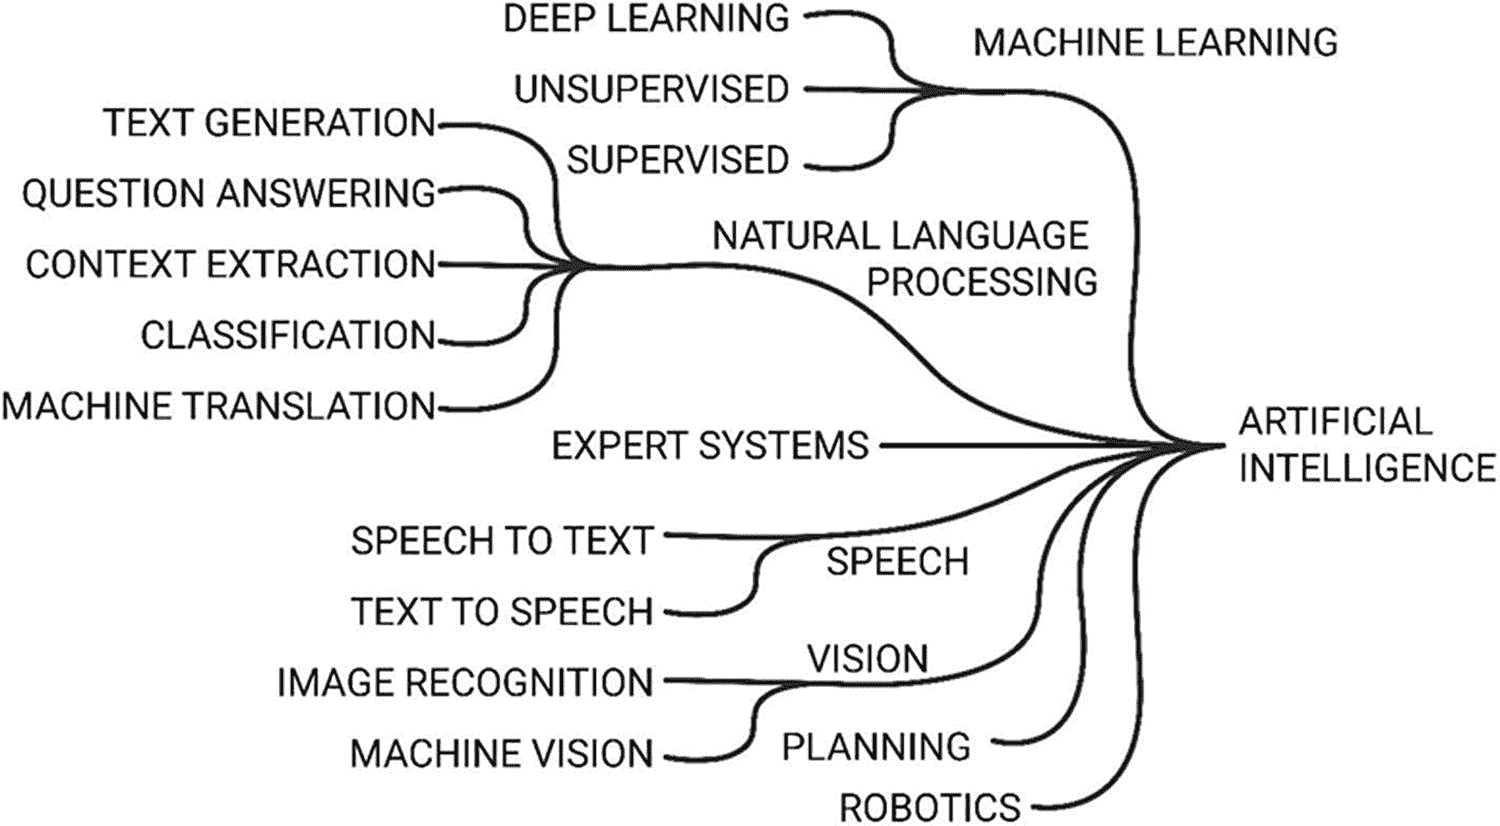 DEEP LEARNING
MACHINE LEARNING
UNSUPERVISED
SUPERVISED
TEXT GENERATION
QUESTION ANSWERING
CONTEXT EXTRACTION
CLASSIFICATION
MACHINE TRANSLATION
NATURAL LANGUAGE
PROCESSING
EXPERT SYSTEMS
ARTIFICIAL
INTELLIGENCE
SPEECH TO TEXT
SPEECH
TEXT TO SPEECH
VISION
IMAGE RECOGNITION
MACHINE VISION
PLANNING
ROBOTICS